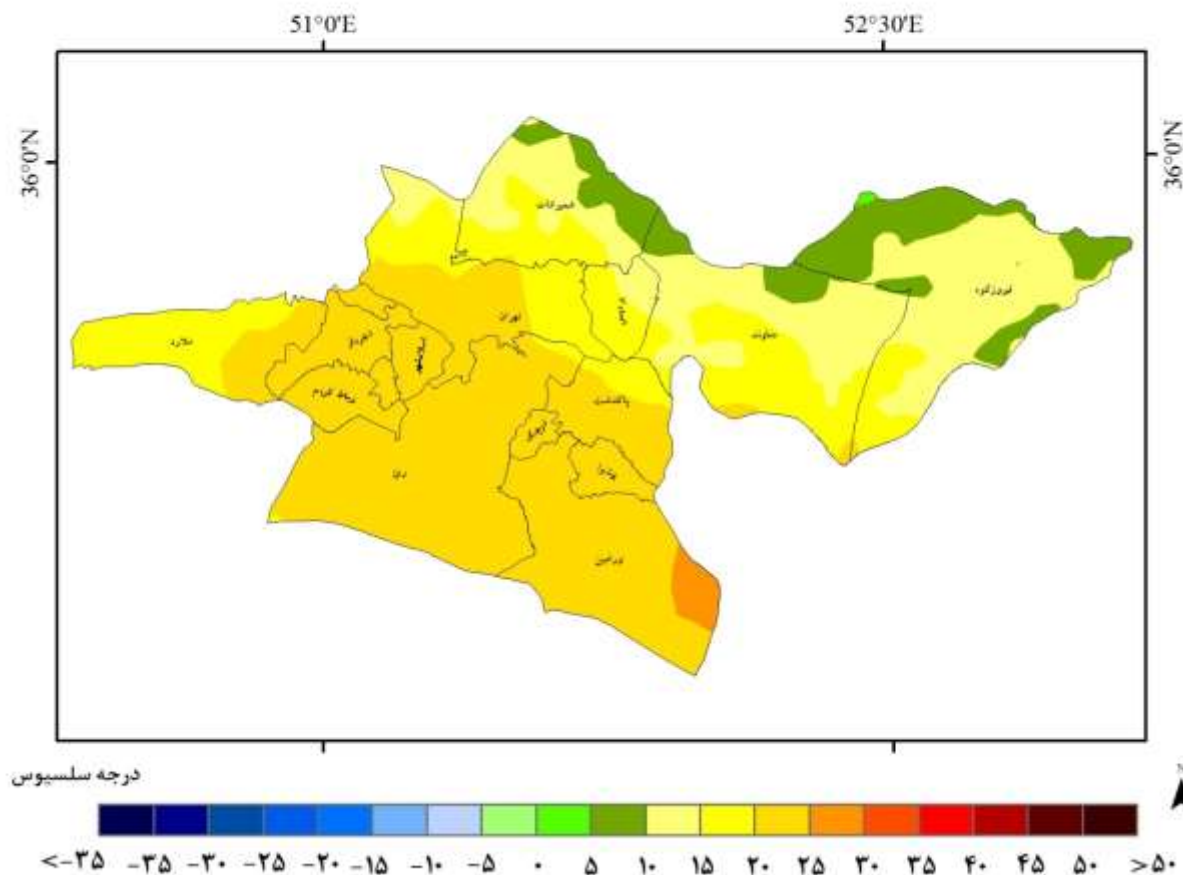 51°0'E 52°30'E
36°0'N 36°0'N
شمیرانات
فیروزکوه
تهران
دماوند
ملارد
پاکدشت
ری
ورامین
درجه سلسیوس
N
<-۳۵ -۳۵ -۳۰ -۲۵ -۲۰ -۱۵ -۱۰ -۵ ۰ ۵ ۱۰ ۱۵ ۲۰ ۲۵ ۳۰ ۳۵ ۴۰ ۴۵ ۵۰ >۵۰